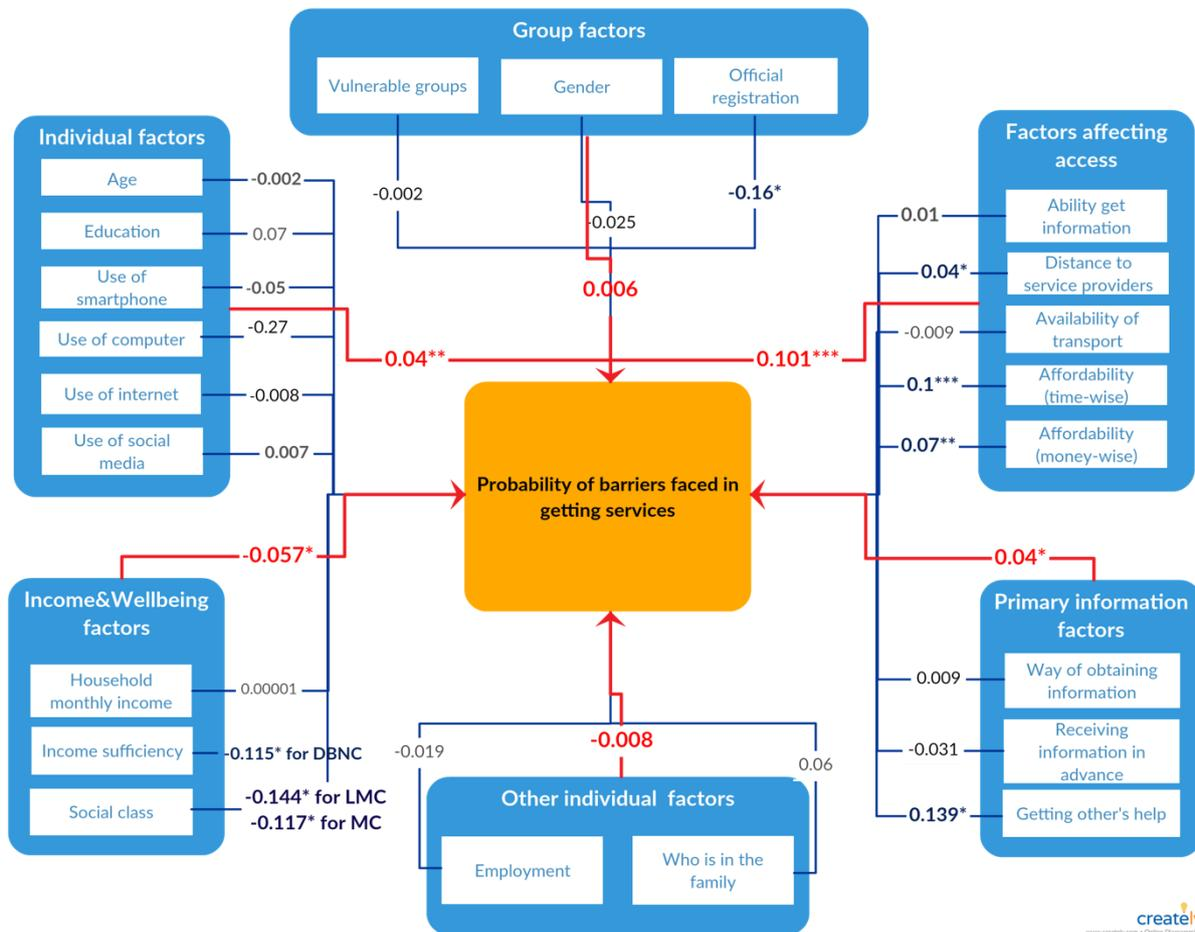 Group factors
Vulnerable groups
Gender
Official
registration
-0.002
-0.025
-0.16*
0.006
Individual factors
Age
-0.002
Education
0.07
Use of
smartphone
-0.05
Use of computer
-0.27
Use of internet
-0.008
Use of social
media
0.007
0.04**
0.101***
Factors affecting
access
Ability get
information
0.01
Distance to
service providers
0.04*
Availability of
transport
-0.009
Affordability
(time-wise)
0.1***
Affordability
(money-wise)
0.07**
Probability of barriers faced in
getting services
-0.057*
Income&Wellbeing
factors
Household
monthly income
0.00001
Income sufficiency
-0.115* for DBNC
Social class
-0.144* for LMC
-0.117* for MC
-0.019
-0.008
0.06
Other individual factors
Employment
Who is in the
family
0.04*
Primary information
factors
Way of obtaining
information
0.009
Receiving
information in
advance
-0.031
Getting other's help
0.139*